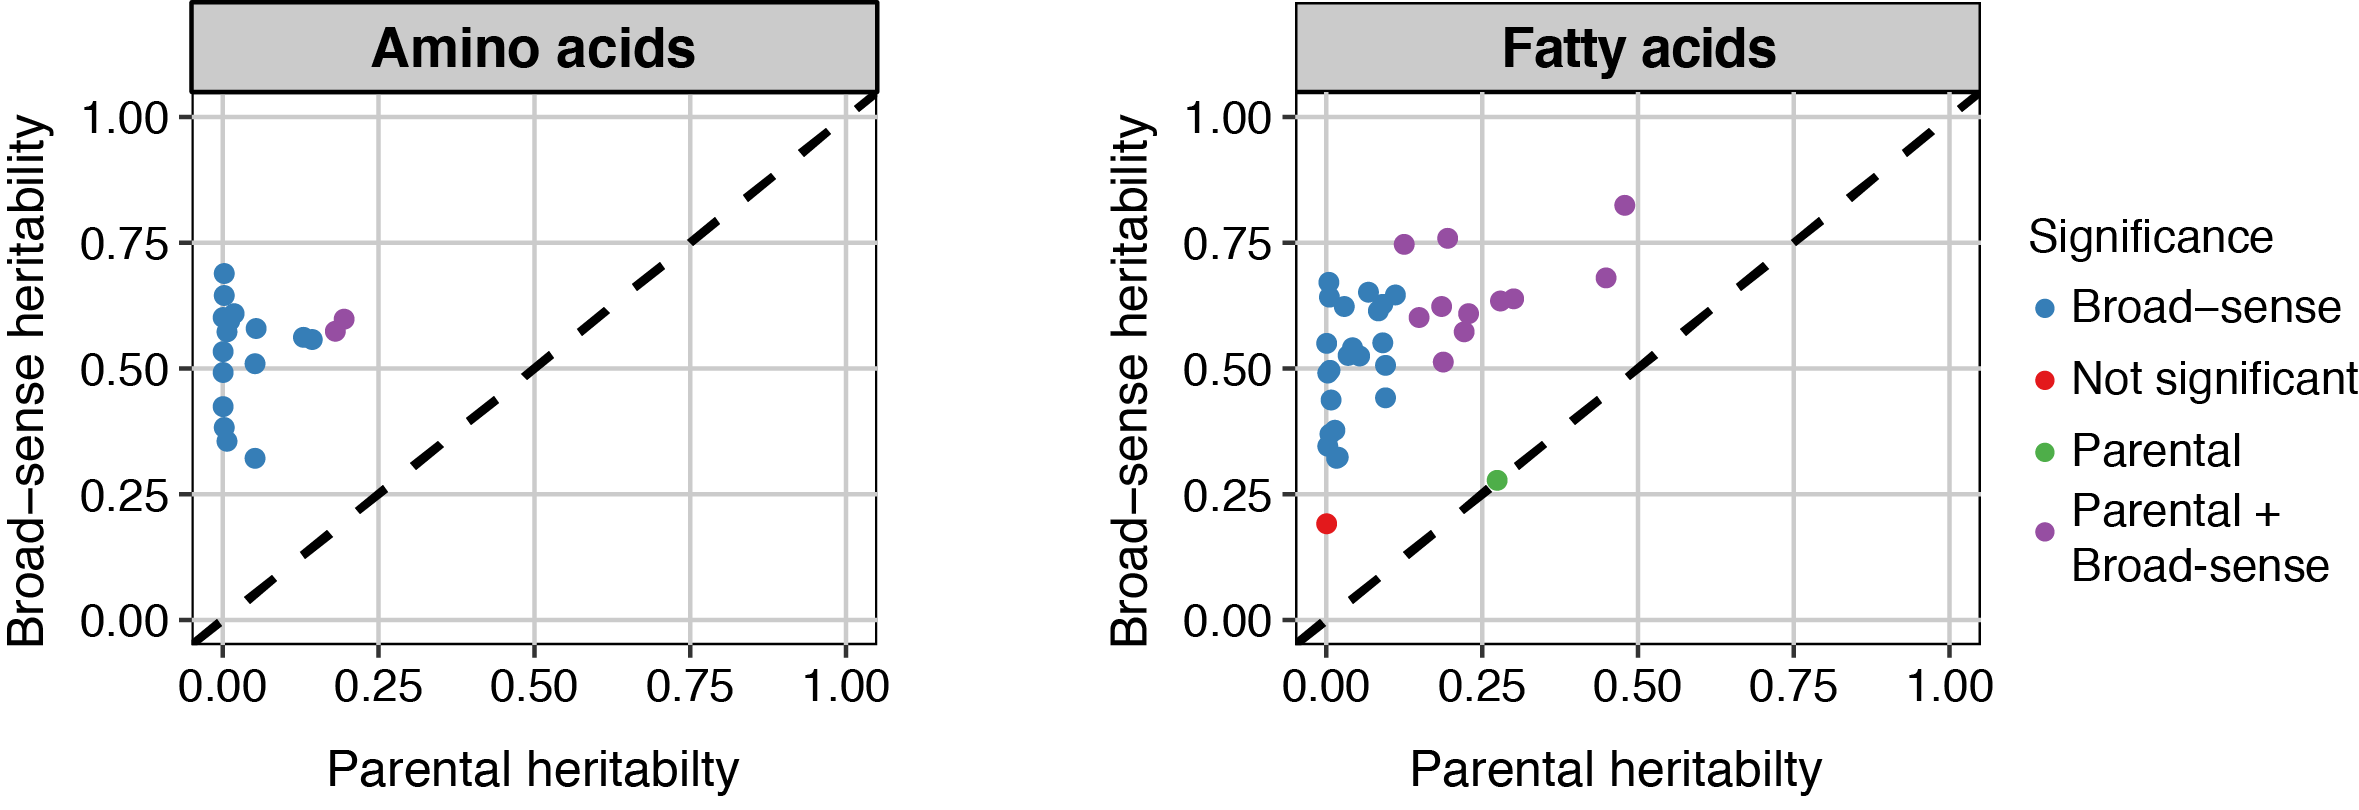 Amino acids
Broad–sense heritability
1.00
0.75
0.50
0.25
0.00
0.00 0.25 0.50 0.75 1.00
Parental heritabilty
Fatty acids
Broad–sense heritability
1.00
0.75
0.50
0.25
0.00
0.00 0.25 0.50 0.75 1.00
Parental heritabilty
Significance
Broad–sense
Not significant
Parental
Parental +
Broad-sense